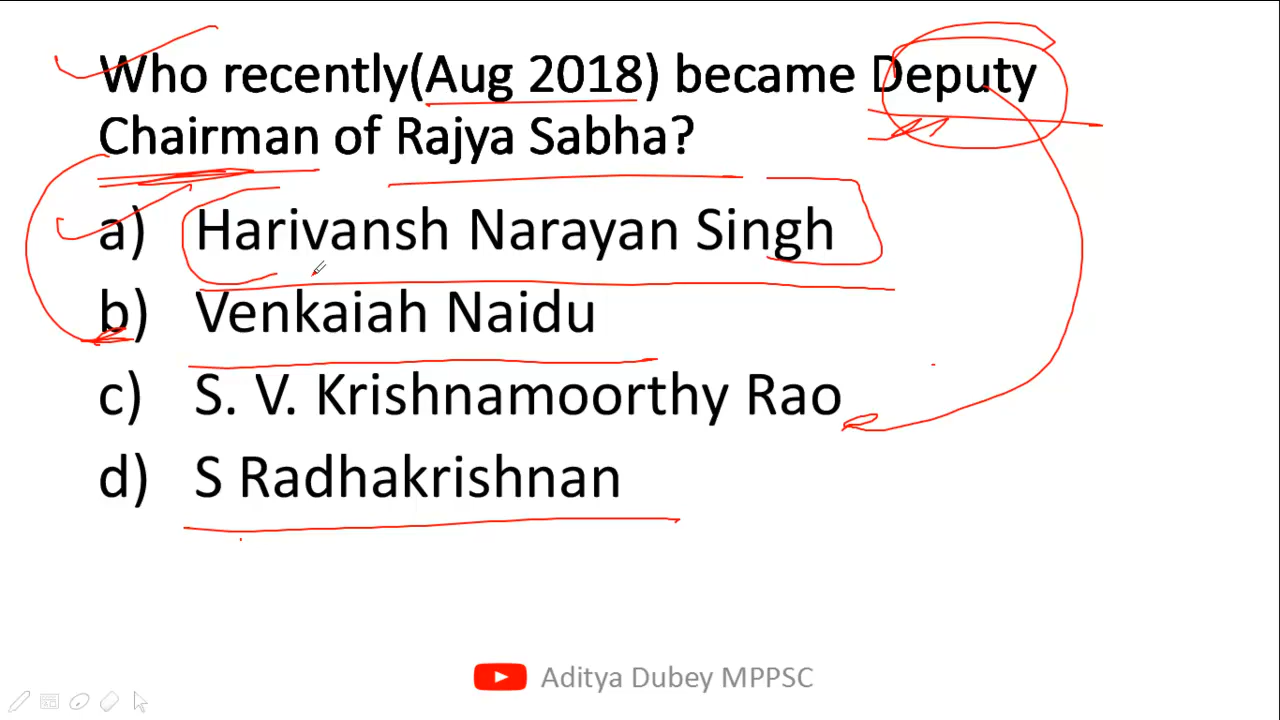 Who recently(Aug 2018) became Deputy
Chairman of Rajya Sabha?
a) Harivansh Narayan Singh
b) Venkaiah Naidu
c) S. V. Krishnamoorthy Rao
d) S Radhakrishnan
Aditya Dubey MPPSC